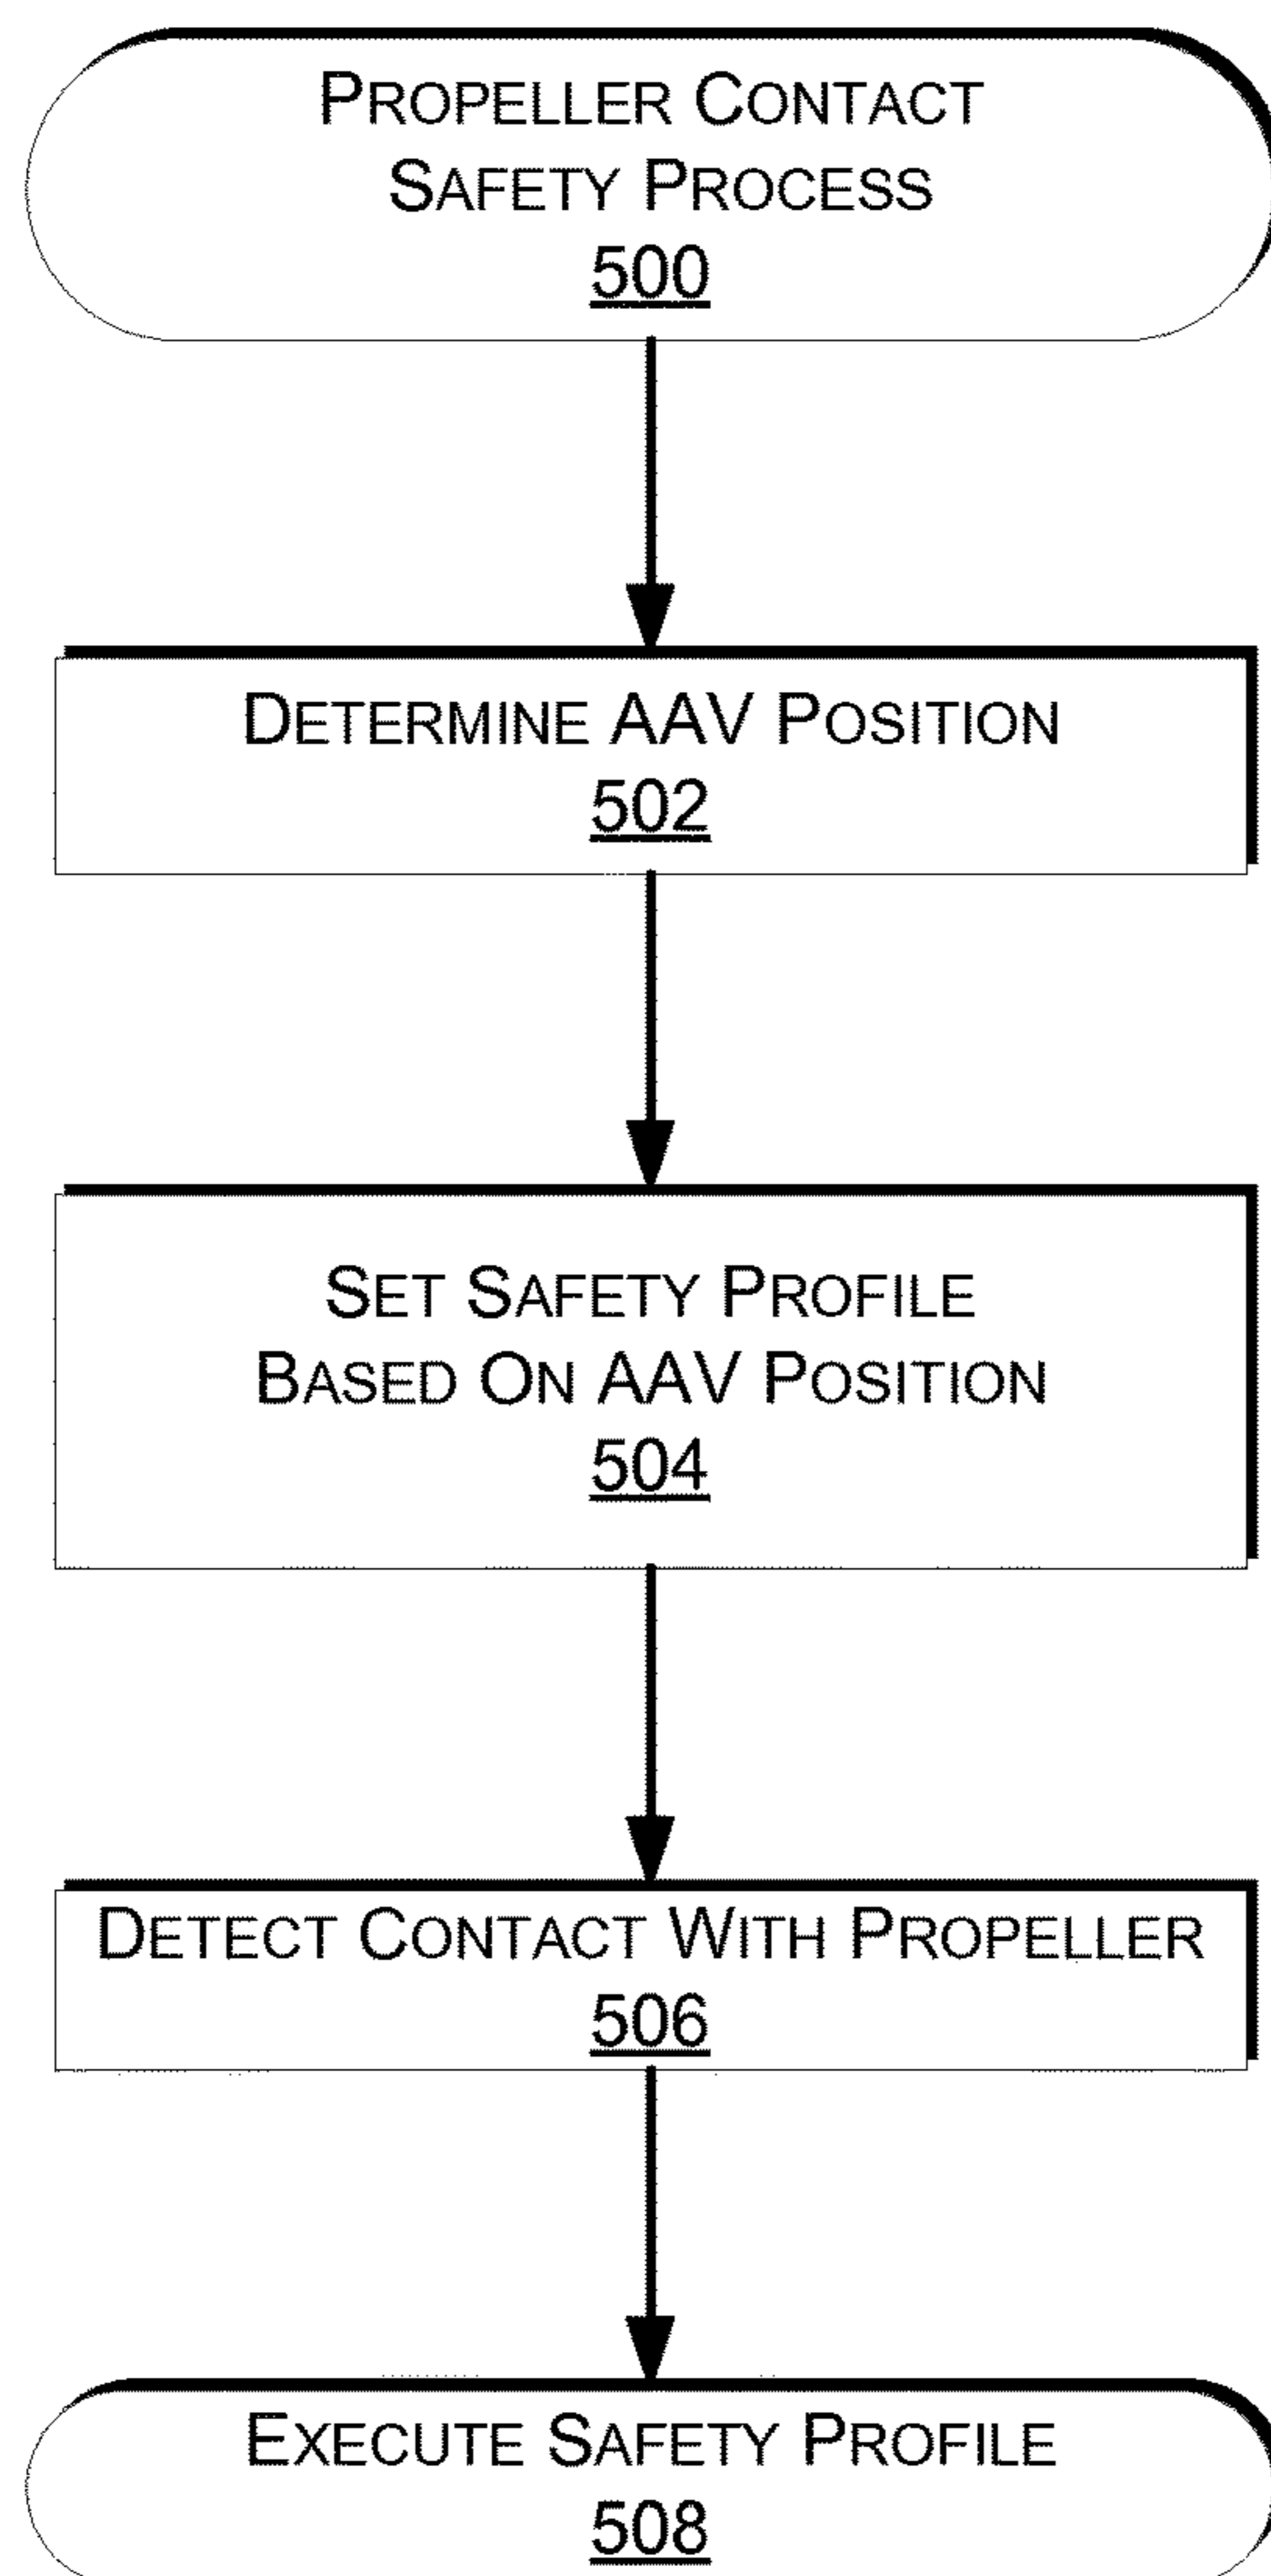 PROPELLER CONTACT
SAFETY PROCESS
500
DETERMINE AAV POSITION
502
SET SAFETY PROFILE
BASED ON AAV POSITION
504
DETECT CONTACT WITH PROPELLER
506
EXECUTE SAFETY PROFILE
508